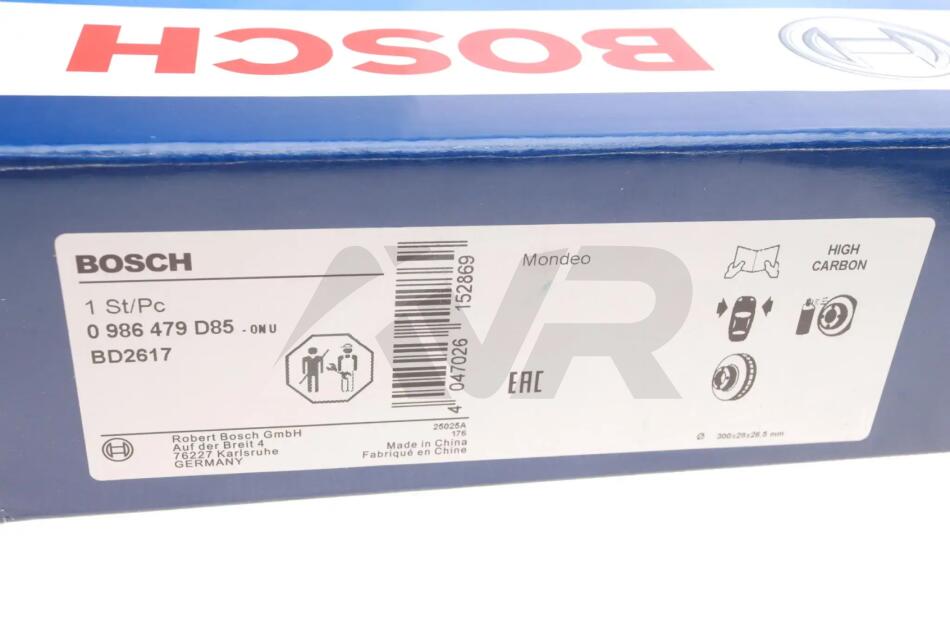 BOSCH
BOSCH
1 St/Pc
0 986 479 D85 - 0NU
BD2617
Robert Bosch GmbH
Auf der Breit 4
76227 Karlsruhe
GERMANY
25025A
176
Made in China
Fabriqué en Chine
4 047026 152869
Mondeo
EAC
HIGH
CARBON
Ø 300x28x26,5 mm
AVR